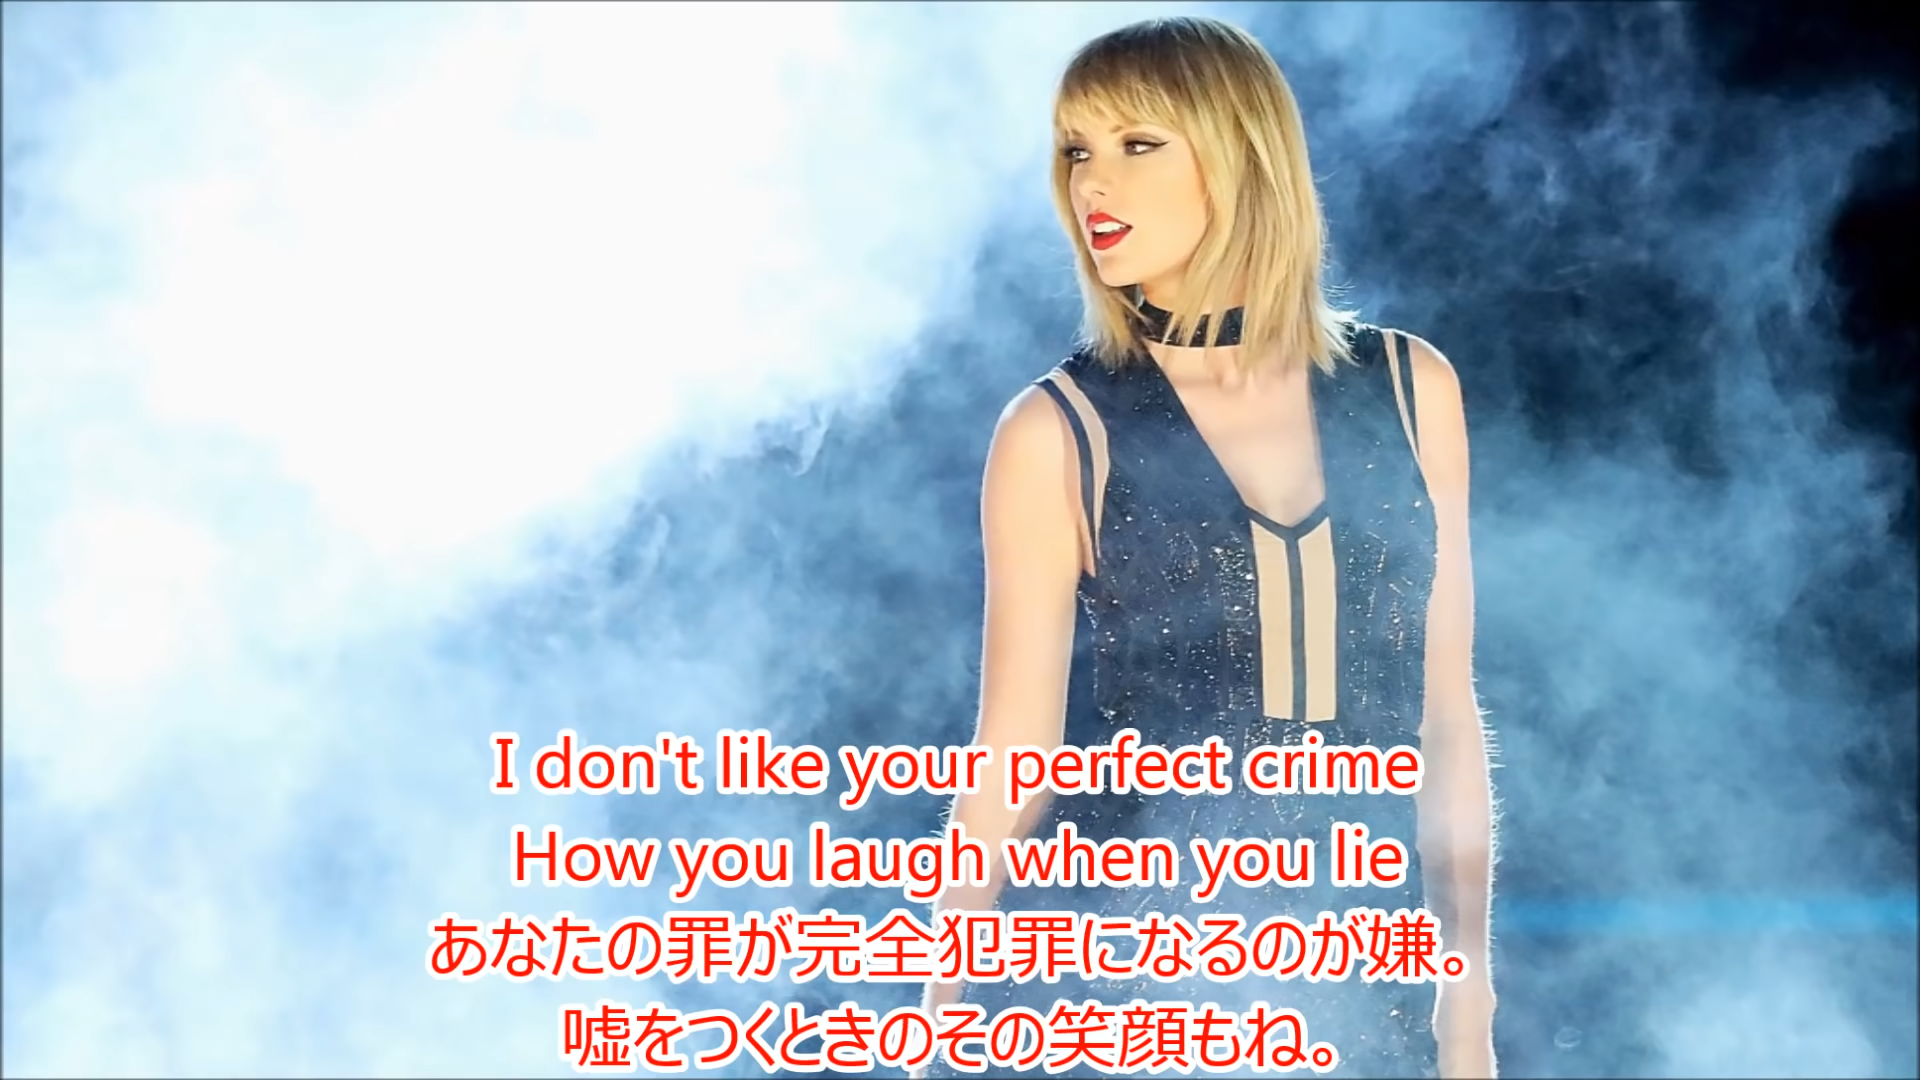 I don't like your perfect crime
How you laugh when you lie
あなたの罪が完全犯罪になるのが嫌。
嘘をつくときのその笑顔もね。